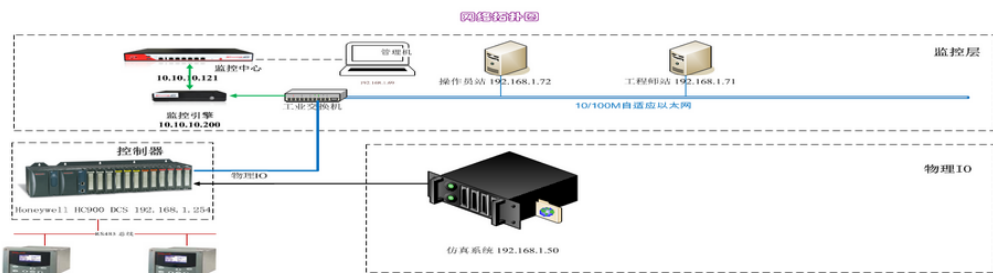 网络拓扑图
监控层
管理机
监控中心
10.10.10.121
操作员站 192.168.1.72
工程师站 192.168.1.71
工业交换机
10/100M自适应以太网
监控引擎
10.10.10.200
控制器
物理IO
物理IO
Honeywell HC900 DCS 192.168.1.254
RS485 总线
仿真系统 192.168.1.50